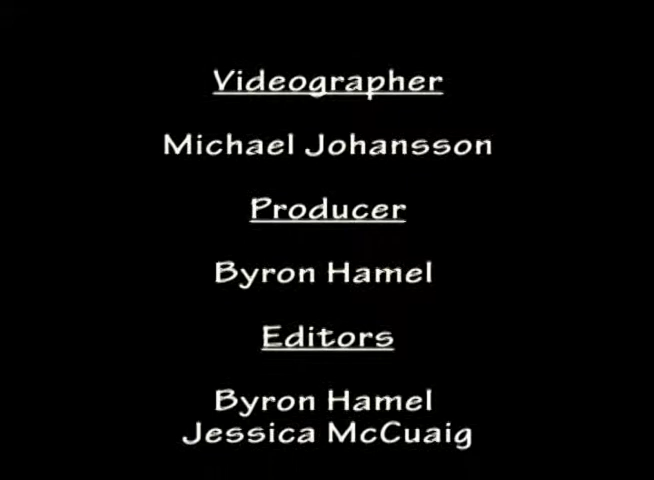 Videographer
Michael Johansson
Producer
Byron Hamel
Editors
Byron Hamel
Jessica McCuaig